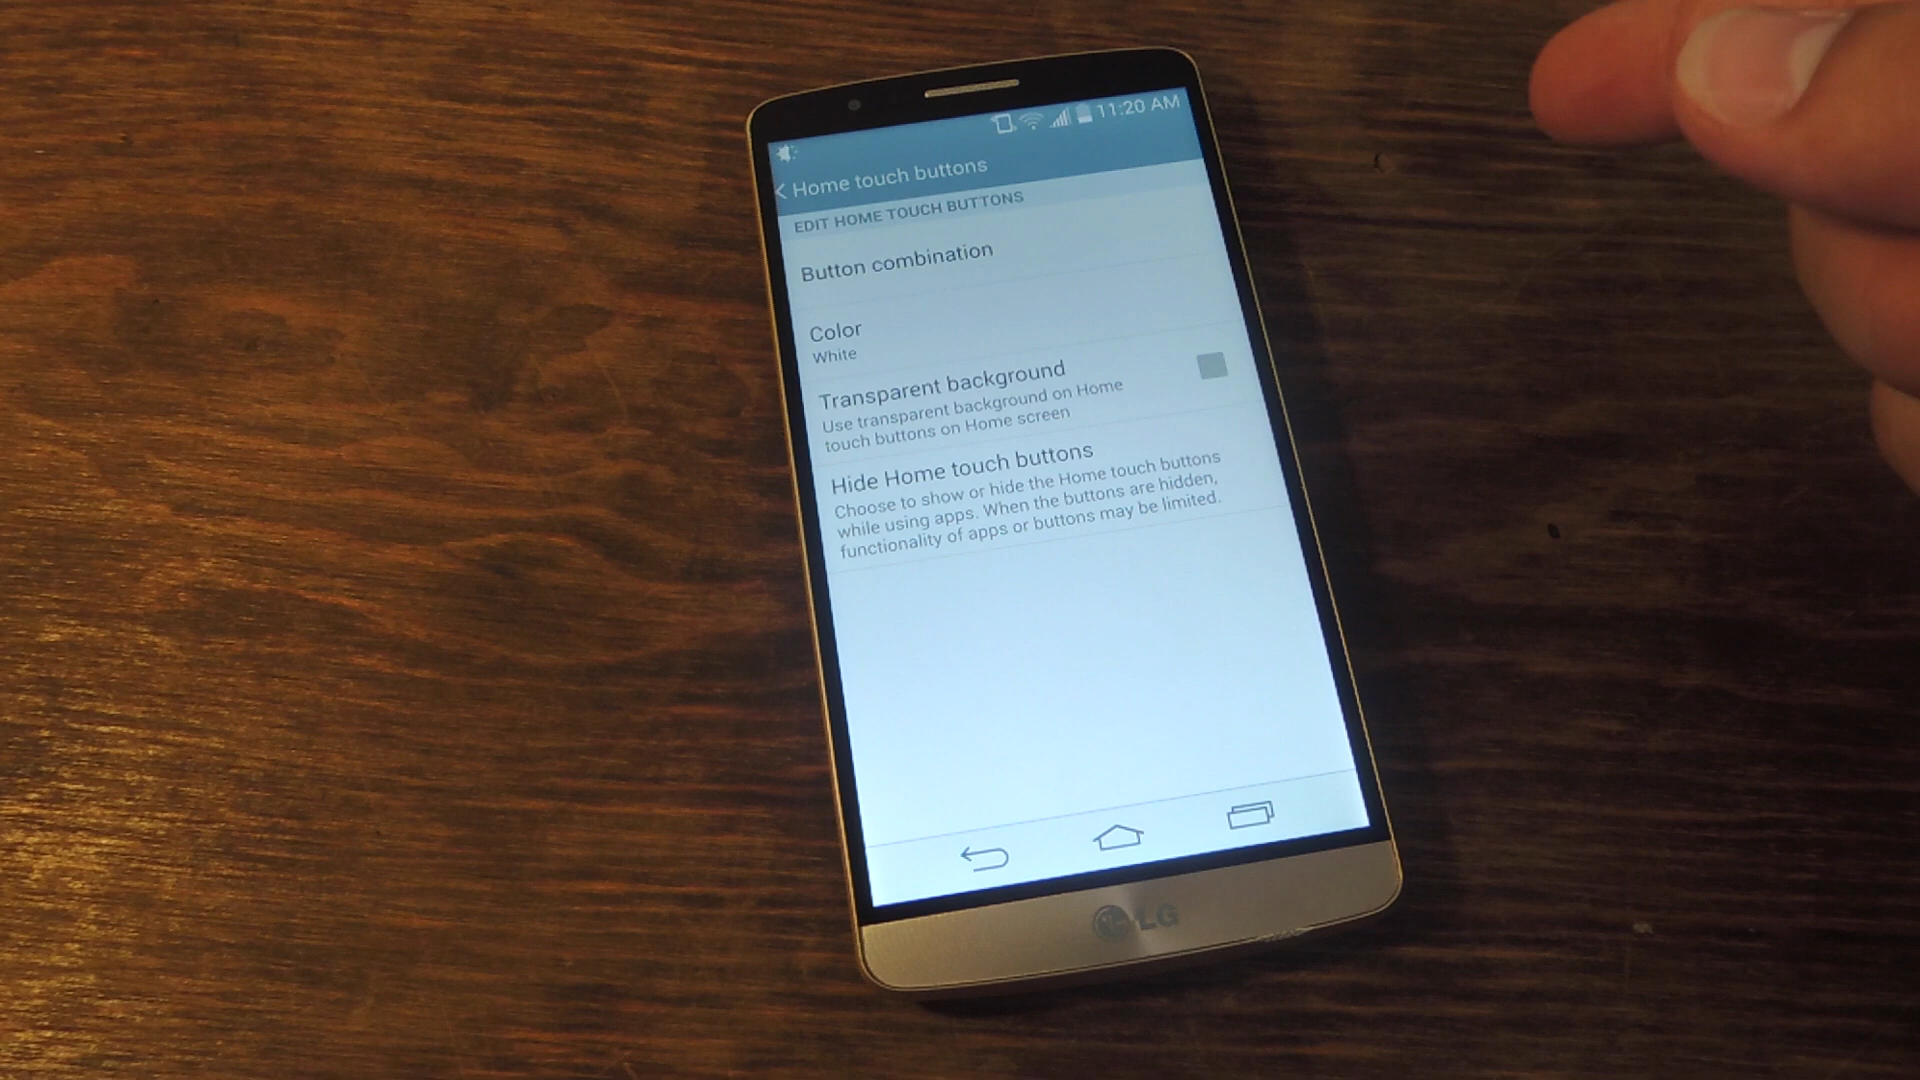 11:20 AM
Home touch buttons
EDIT HOME TOUCH BUTTONS
Button combination
Color
White
Transparent background
Use transparent background on Home
touch buttons on Home screen
Hide Home touch buttons
Choose to show or hide the Home touch buttons
while using apps. When the buttons are hidden,
functionality of apps or buttons may be limited.
LG